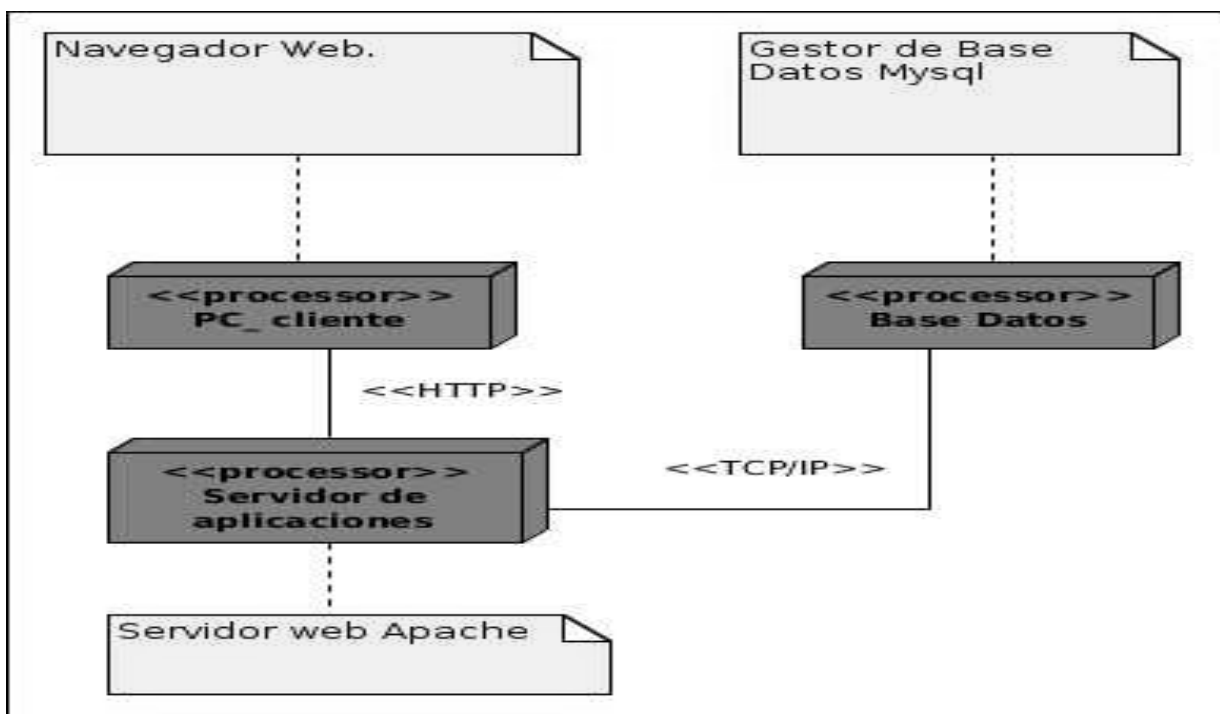 Navegador Web.
Gestor de Base
Datos Mysql
<<processor>>
PC_ cliente
<<processor>>
Base Datos
<<HTTP>>
<<processor>>
Servidor de
aplicaciones
<<TCP/IP>>
Servidor web Apache